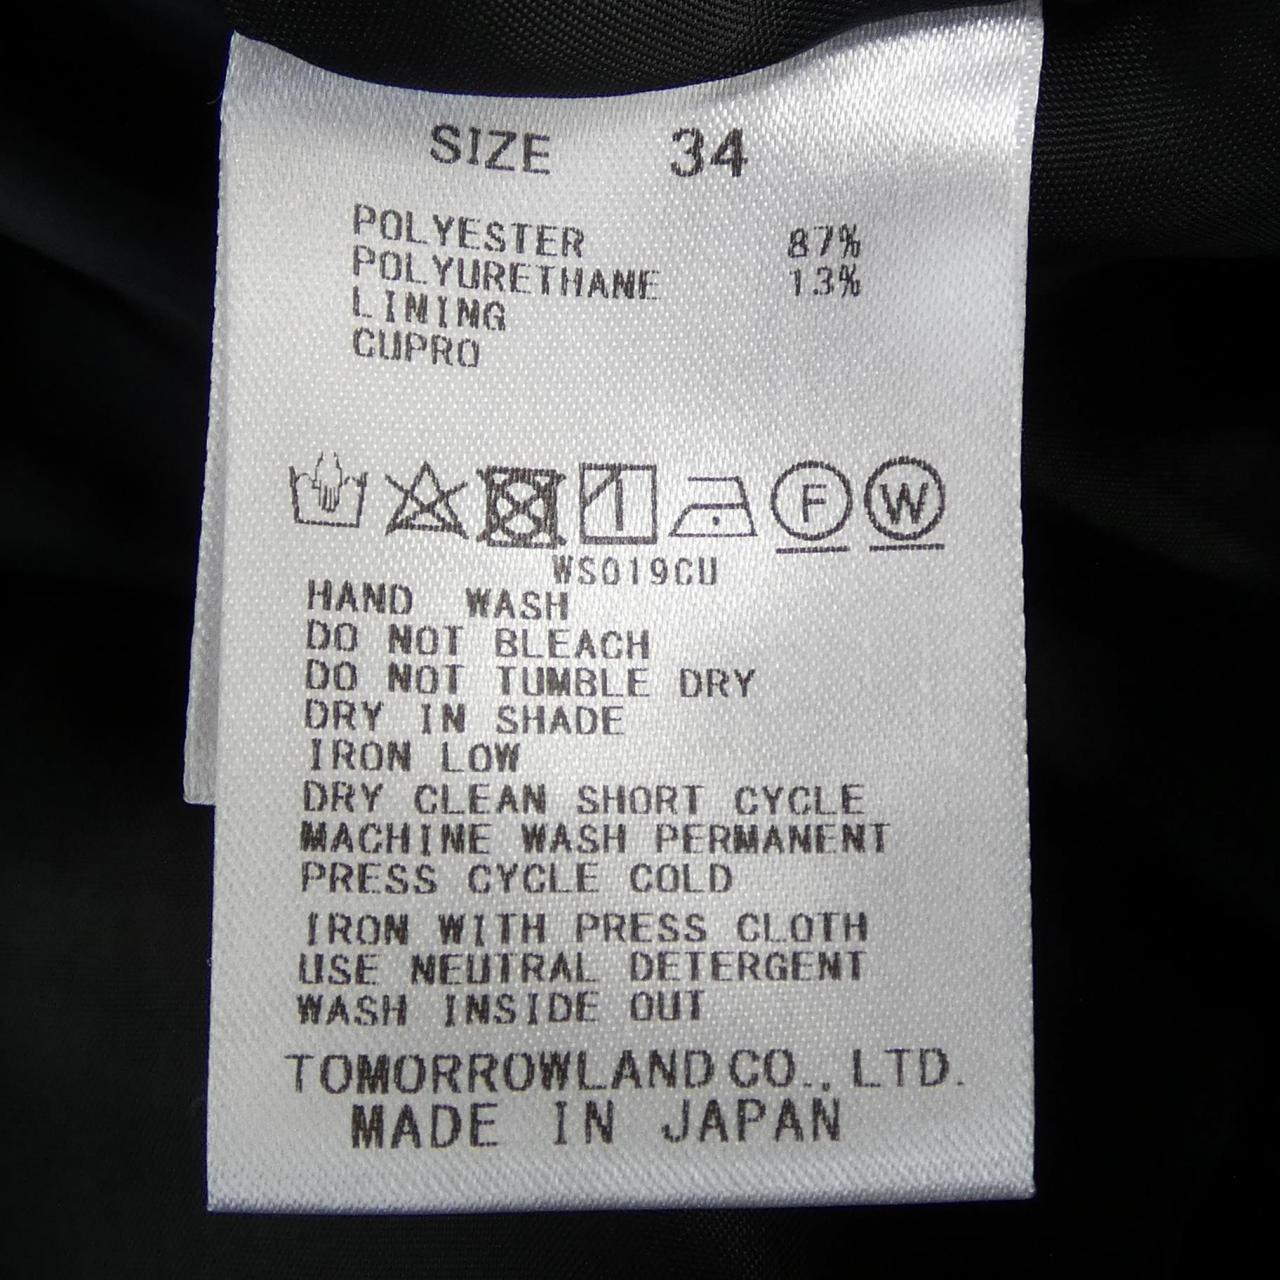 SIZE 34
POLYESTER 87%
POLYURETHANE 13%
LINING
CUPRO
F W
WS019CU
HAND WASH
DO NOT BLEACH
DO NOT TUMBLE DRY
DRY IN SHADE
IRON LOW
DRY CLEAN SHORT CYCLE
MACHINE WASH PERMANENT
PRESS CYCLE COLD
IRON WITH PRESS CLOTH
USE NEUTRAL DETERGENT
WASH INSIDE OUT
TOMORROWLAND CO., LTD.
MADE IN JAPAN